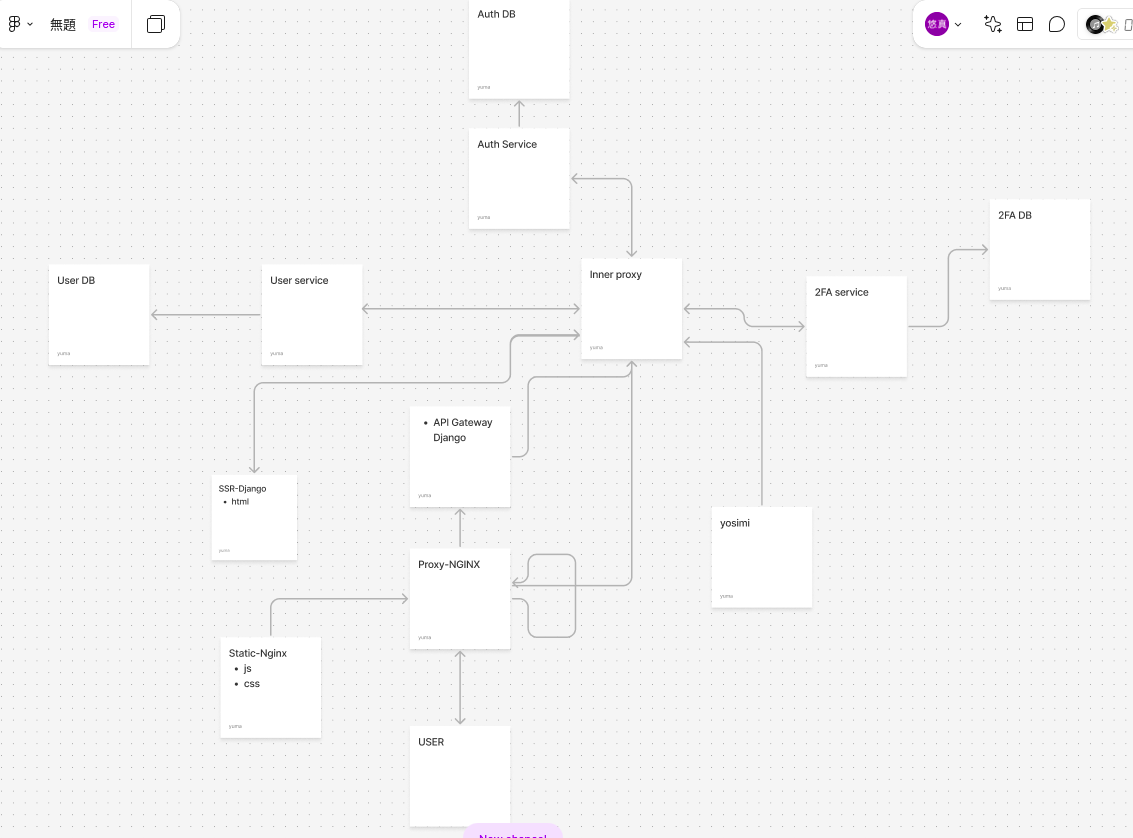 無題 Free
悠真
Auth DB
yuma
Auth Service
yuma
2FA DB
yuma
User DB
yuma
User service
yuma
Inner proxy
yuma
2FA service
yuma
• API Gateway
Django
yuma
SSR-Django
• html
yuma
yosimi
yuma
Proxy-NGINX
yuma
Static-Nginx
• js
• css
yuma
USER
New changel